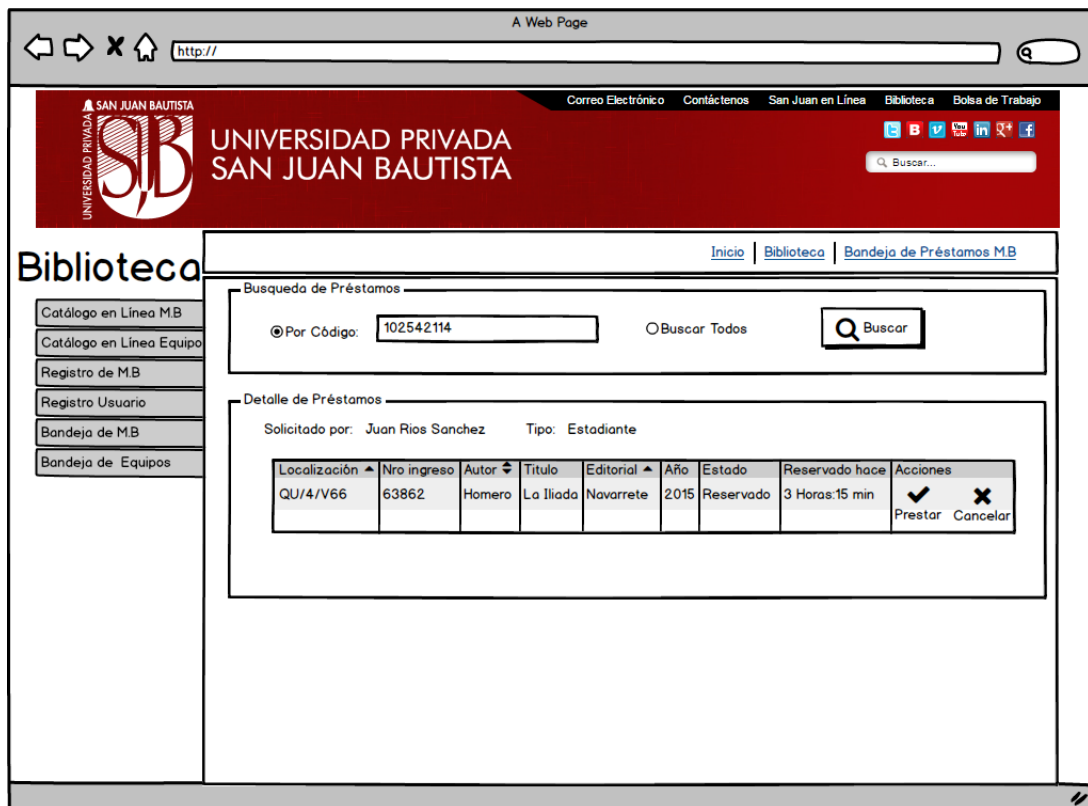 A Web Page
http://
Correo Electrónico Contáctenos San Juan en Línea Biblioteca Bolsa de Trabajo
SAN JUAN BAUTISTA
UNIVERSIDAD PRIVADA
SJB
UNIVERSIDAD PRIVADA
SAN JUAN BAUTISTA
You Tube in g+ f
Buscar...
Biblioteca
Inicio Biblioteca Bandeja de Préstamos M.B
Catálogo en Línea M.B
Catálogo en Línea Equipo
Registro de M.B
Registro Usuario
Bandeja de M.B
Bandeja de Equipos
Busqueda de Préstamos
Por Código: 102542114 Buscar Todos Buscar
Detalle de Préstamos
Solicitado por: Juan Rios Sanchez Tipo: Estadiante
Localización Nro ingreso Autor Titulo Editorial Año Estado Reservado hace Acciones
QU/4/V66 63862 Homero La Iliada Navarrete 2015 Reservado 3 Horas:15 min
Prestar Cancelar